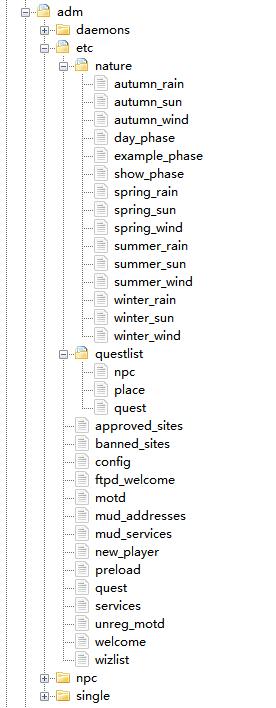 adm
daemons
etc
nature
autumn_rain
autumn_sun
autumn_wind
day_phase
example_phase
show_phase
spring_rain
spring_sun
spring_wind
summer_rain
summer_sun
summer_wind
winter_rain
winter_sun
winter_wind
questlist
npc
place
quest
approved_sites
banned_sites
config
ftpd_welcome
motd
mud_addresses
mud_services
new_player
preload
quest
services
unreg_motd
welcome
wizlist
npc
single